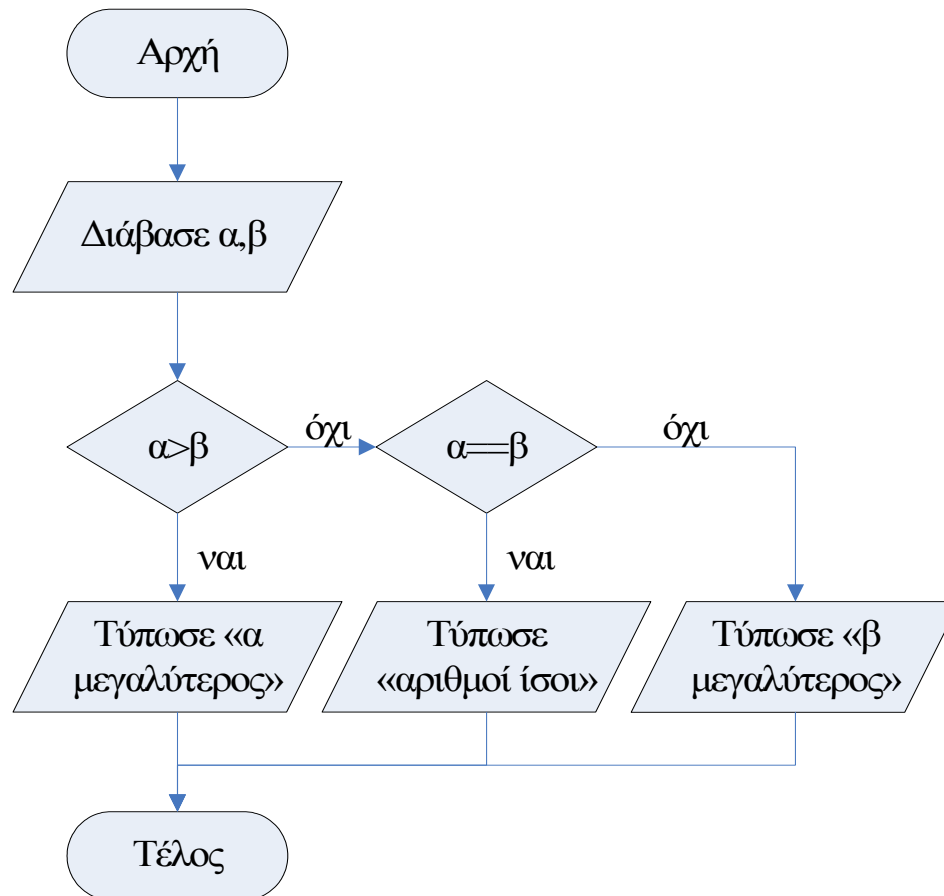 Αρχή
Διάβασε α,β
α>β
όχι
α==β
όχι
ναι
ναι
Τύπωσε «α
μεγαλύτερος»
Τύπωσε
«αριθμοί ίσοι»
Τύπωσε «β
μεγαλύτερος»
Τέλος